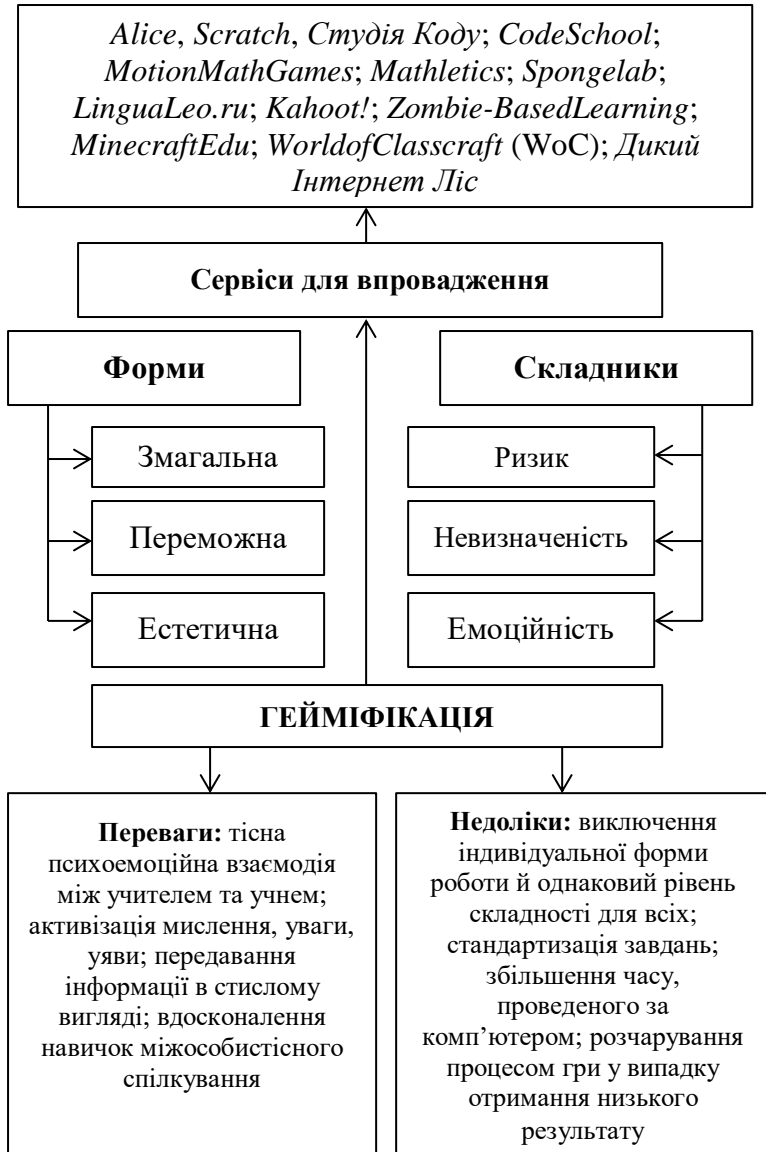 Alice, Scratch, Студія Коду; CodeSchool;
MotionMathGames; Mathletics; Spongelab;
LinguaLeo.ru; Kahoot!; Zombie-BasedLearning;
MinecraftEdu; WorldofClasscraft (WoC); Дикий
Інтернет Ліс
Сервіси для впровадження
Форми
Складники
Змагальна
Ризик
Переможна
Невизначеність
Естетична
Емоційність
ГЕЙМІФІКАЦІЯ
Переваги: тісна
психоемоційна взаємодія
між учителем та учнем;
активізація мислення, уваги,
уяви; передавання
інформації в стислому
вигляді; вдосконалення
навичок міжособистісного
спілкування
Недоліки: виключення
індивідуальної форми
роботи й однаковий рівень
складності для всіх;
стандартизація завдань;
збільшення часу,
проведеного за
комп’ютером; розчарування
процесом гри у випадку
отримання низького
результату